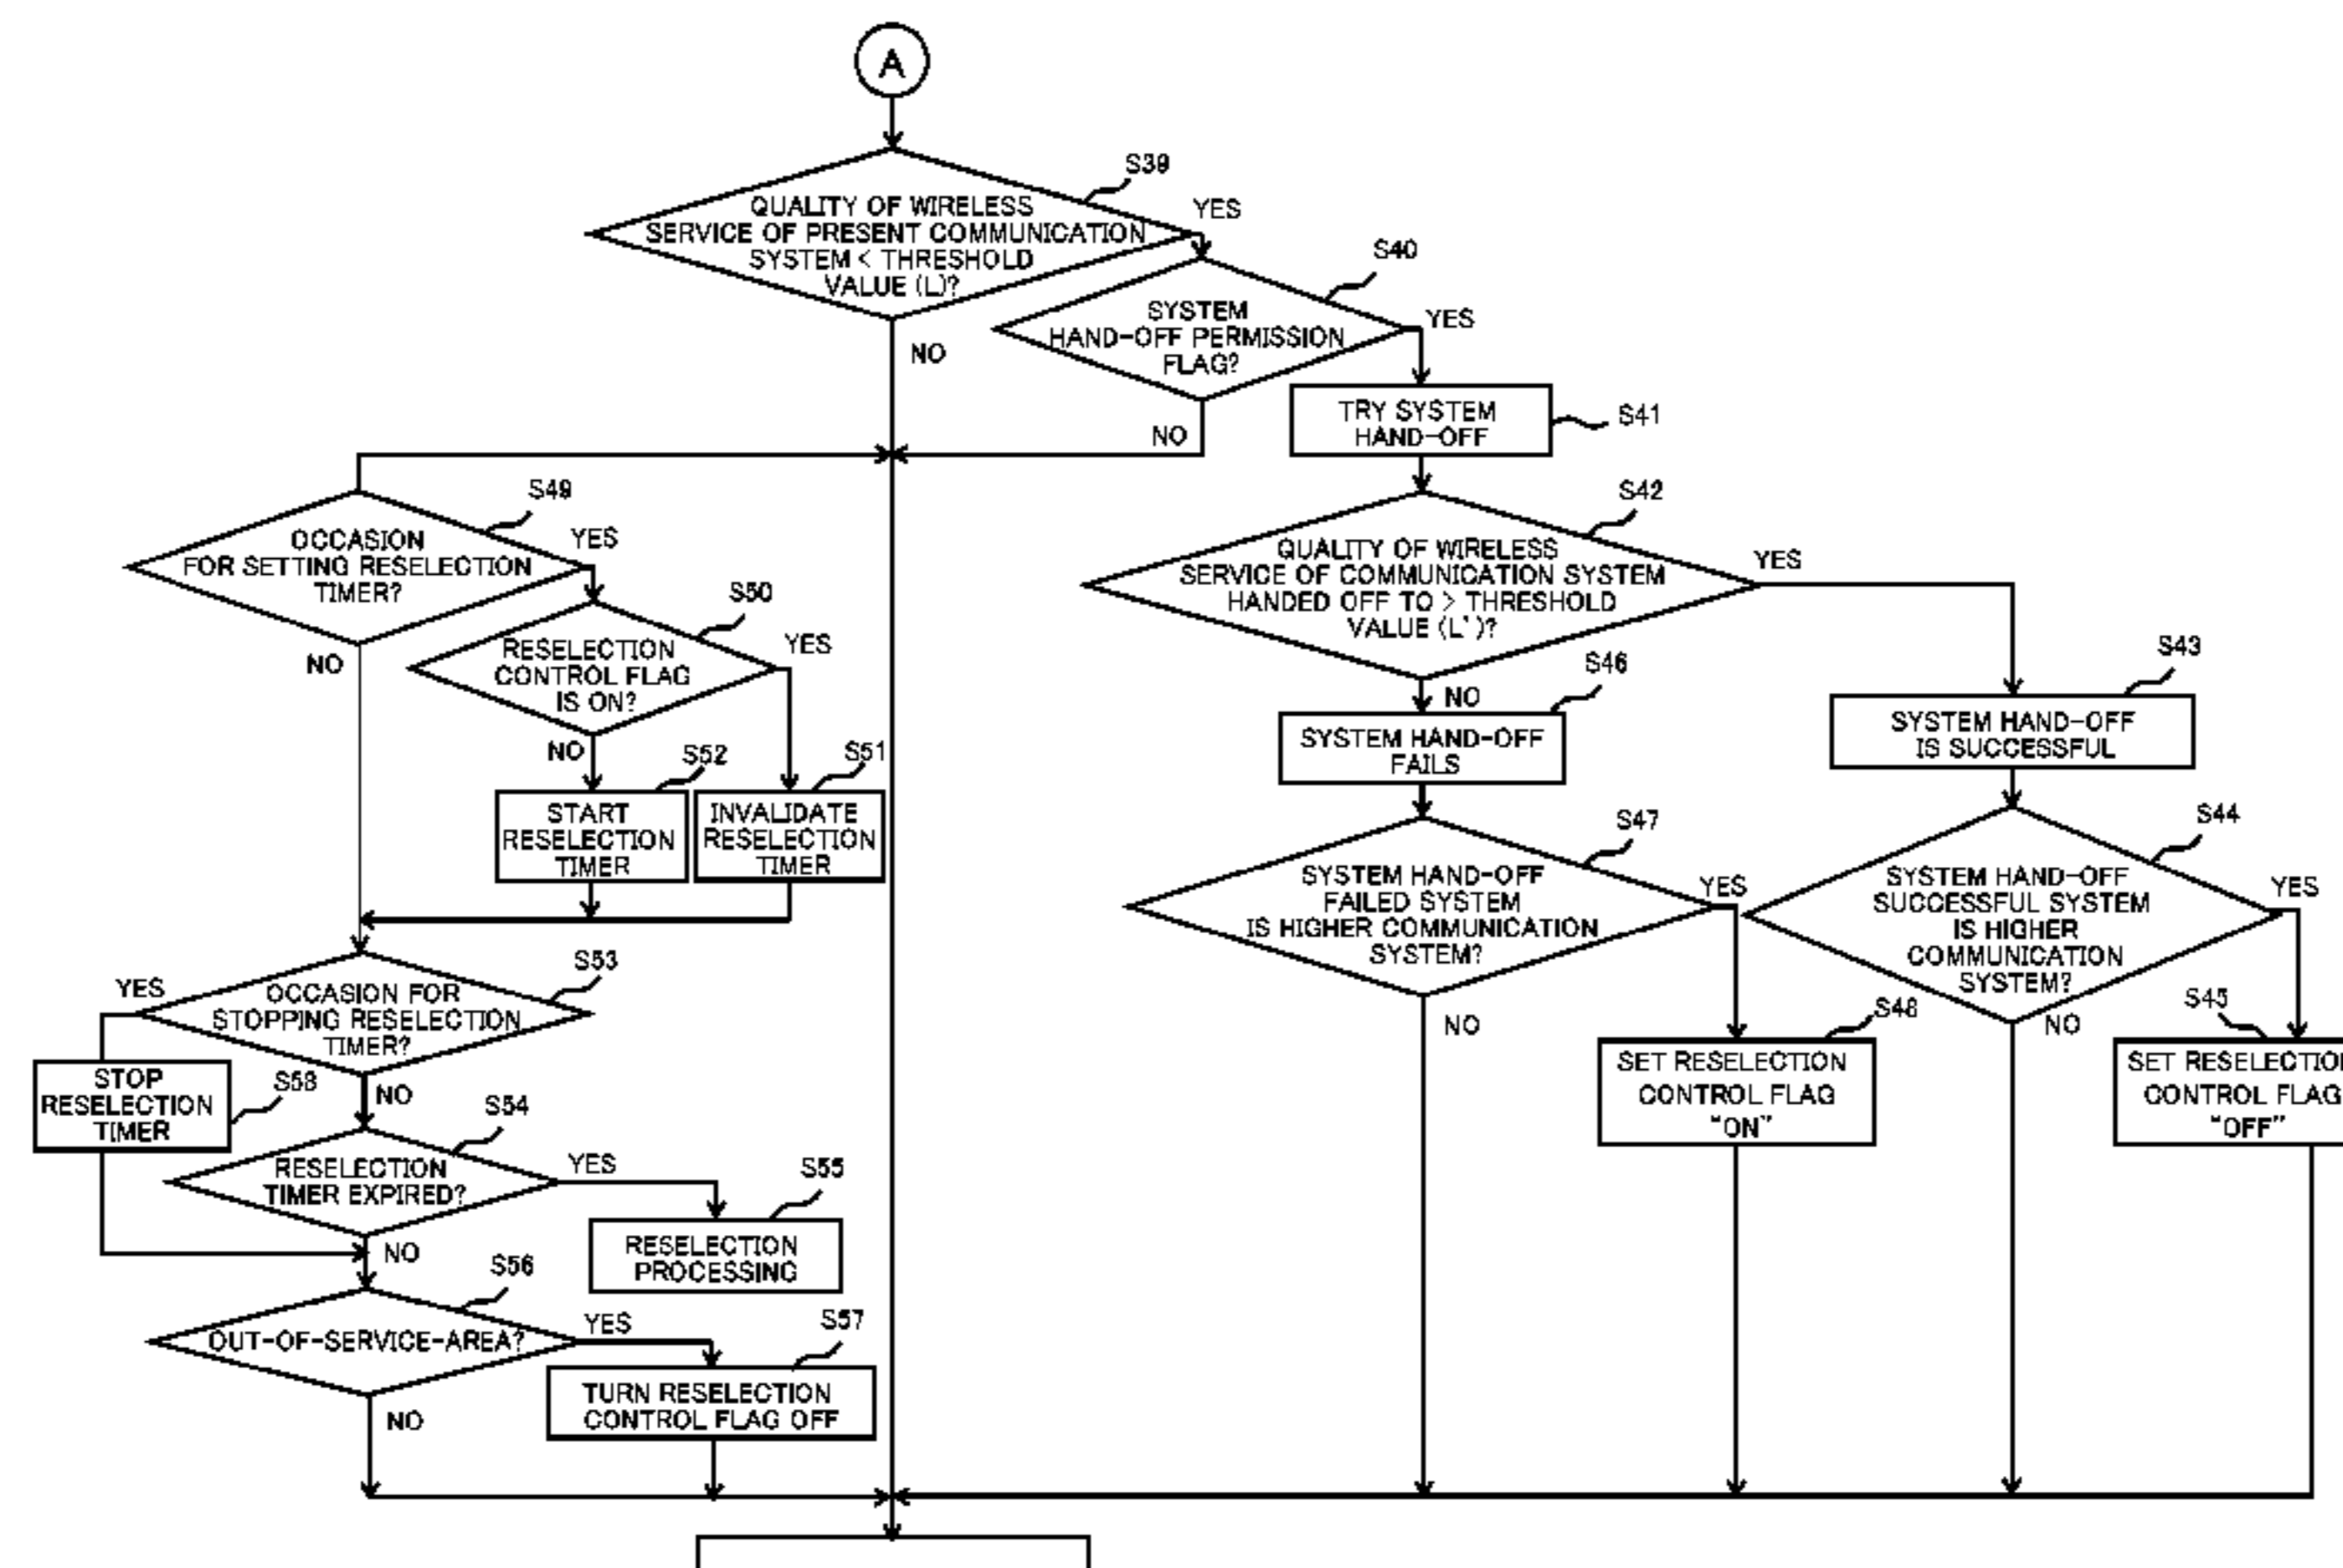 A
S39
QUALITY OF WIRELESS
SERVICE OF PRESENT COMMUNICATION
SYSTEM < THRESHOLD
VALUE (L)?
YES
NO
S40
SYSTEM
HAND-OFF PERMISSION
FLAG?
YES
NO
TRY SYSTEM
HAND-OFF
S41
S42
QUALITY OF WIRELESS
SERVICE OF COMMUNICATION SYSTEM
HANDED OFF TO > THRESHOLD
VALUE (L')?
YES
NO
S43
SYSTEM HAND-OFF
IS SUCCESSFUL
S44
SYSTEM HAND-OFF
SUCCESSFUL SYSTEM
IS HIGHER
COMMUNICATION
SYSTEM?
YES
NO
S45
SET RESELECTION
CONTROL FLAG
"OFF"
S46
SYSTEM HAND-OFF
FAILS
S47
SYSTEM HAND-OFF
FAILED SYSTEM
IS HIGHER COMMUNICATION
SYSTEM?
YES
NO
S48
SET RESELECTION
CONTROL FLAG
"ON"
S49
OCCASION
FOR SETTING RESELECTION
TIMER?
YES
NO
S50
RESELECTION
CONTROL FLAG
IS ON?
YES
NO
S51
INVALIDATE
RESELECTION
TIMER
S52
START
RESELECTION
TIMER
S53
OCCASION FOR
STOPPING RESELECTION
TIMER?
YES
NO
STOP
RESELECTION
TIMER
S58
S54
RESELECTION
TIMER EXPIRED?
YES
NO
S55
RESELECTION
PROCESSING
S56
OUT-OF-SERVICE-AREA?
YES
NO
S57
TURN RESELECTION
CONTROL FLAG OFF